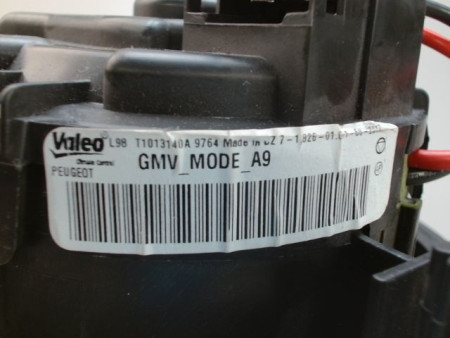 Valeo L98 T1013140A 9764 Made in CZ
Climate Control
GMV_MODE_A9
PEUGEOT